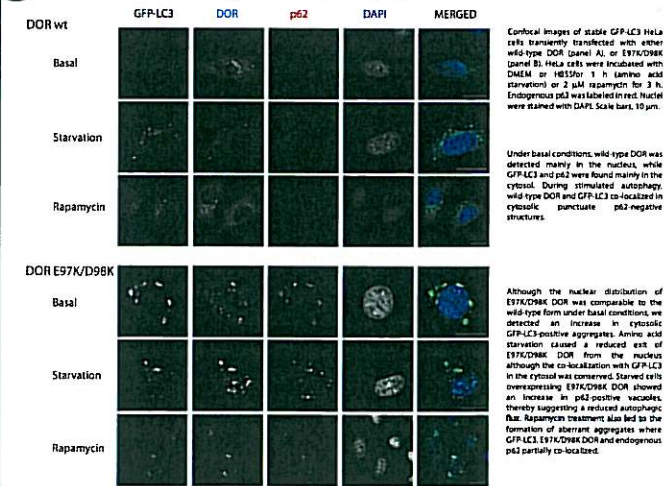 GFP-LC3 DOR p62 DAPI MERGED
DOR wt
Basal
Starvation
Rapamycin
DOR E97K/D98K
Basal
Starvation
Rapamycin
Confocal images of stable GFP-LC3 HeLa
cells transiently transfected with either
wild-type DOR (panel A), or E97K/D98K
(panel B). HeLa cells were incubated with
DMEM or HBSSfor 1 h (amino acid
starvation) or 2 μM rapamycin for 3 h.
Endogenous p62 was labeled in red. Nuclei
were stained with DAPI. Scale bars, 10 μm.
Under basal conditions, wild-type DOR was
detected mainly in the nucleus, while
GFP-LC3 and p62 were found mainly in the
cytosol. During stimulated autophagy,
wild-type DOR and GFP-LC3 co-localized in
cytosolic punctuate p62-negative
structures.
Although the nuclear distribution of
E97K/D98K DOR was comparable to the
wild-type form under basal conditions, we
detected an increase in cytosolic
GFP-LC3-positive aggregates. Amino acid
starvation caused a reduced exit of
E97K/D98K DOR from the nucleus
although the co-localization with GFP-LC3
in the cytosol was conserved. Starved cells
overexpressing E97K/D98K DOR showed
an increase in p62-positive vacuoles,
thereby suggesting a reduced autophagic
flux. Rapamycin treatment also led to the
formation of aberrant aggregates where
GFP-LC3, E97K/D98K DOR and endogenous
p62 partially co-localized.